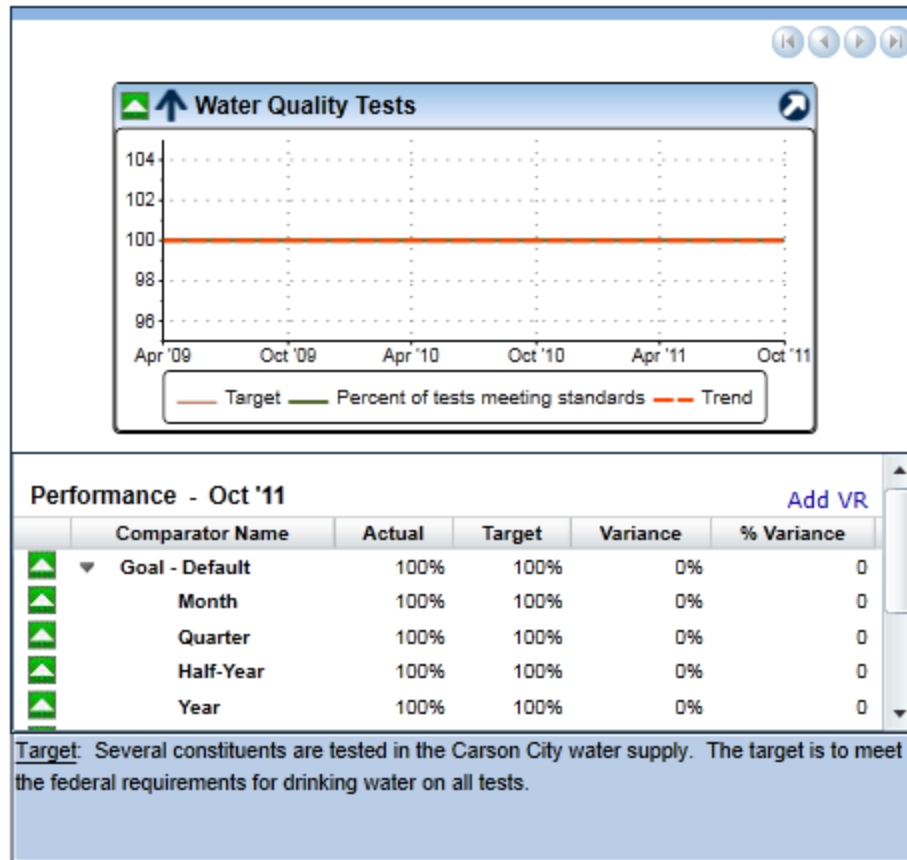 Water Quality Tests
104
102
100
98
96
Apr '09 Oct '09 Apr '10 Oct '10 Apr '11 Oct '11
Target Percent of tests meeting standards Trend
Performance - Oct '11
Add VR
Comparator Name Actual Target Variance % Variance
Goal - Default 100% 100% 0% 0
Month 100% 100% 0% 0
Quarter 100% 100% 0% 0
Half-Year 100% 100% 0% 0
Year 100% 100% 0% 0
Target: Several constituents are tested in the Carson City water supply. The target is to meet
the federal requirements for drinking water on all tests.